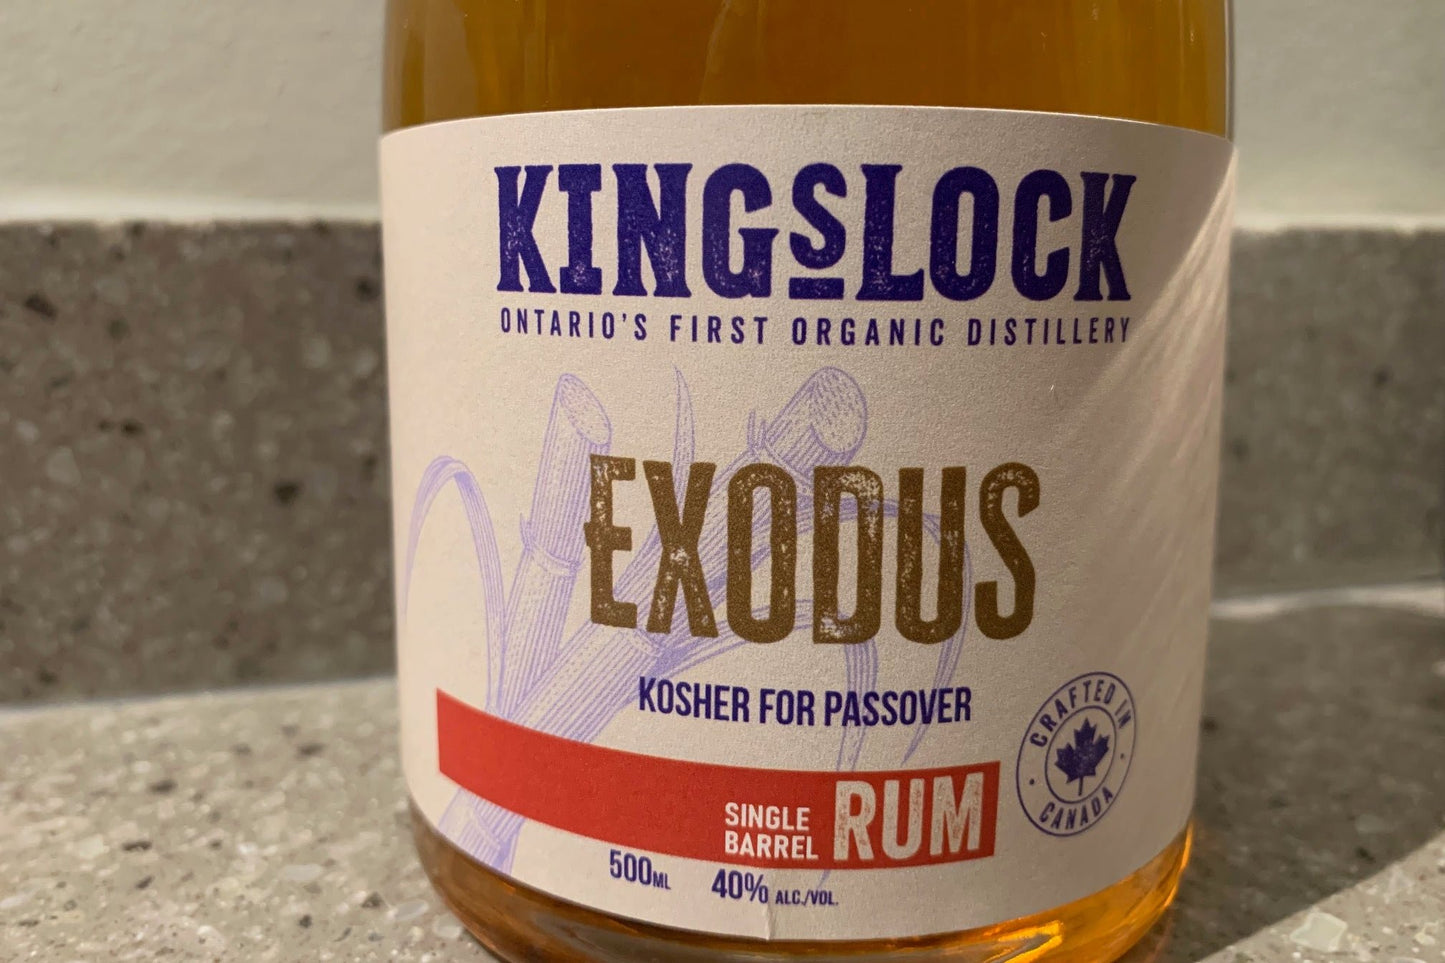 KINGSLOCK
ONTARIO'S FIRST ORGANIC DISTILLERY
EXODUS
KOSHER FOR PASSOVER
CRAFTED IN
CANADA
SINGLE
BARREL
RUM
500ML 40% ALC./VOL.